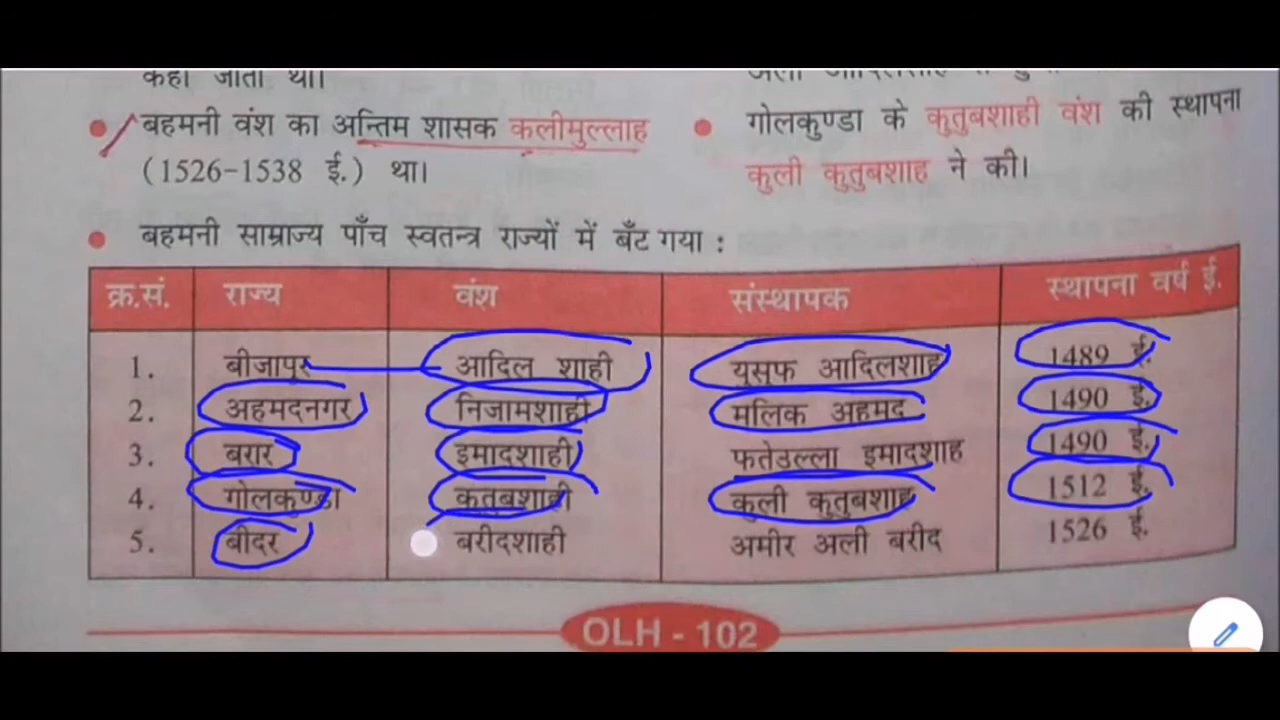 कहा जाता था।
बहमनी वंश का अन्तिम शासक कलीमुल्लाह
(1526-1538 ई.) था।
गोलकुण्डा के कुतुबशाही वंश की स्थापना
कुली कुतुबशाह ने की।
बहमनी साम्राज्य पाँच स्वतन्त्र राज्यों में बँट गया :
क्र.सं. राज्य वंश संस्थापक स्थापना वर्ष ई.
1. बीजापुर आदिल शाही युसुफ आदिलशाह 1489 ई.
2. अहमदनगर निजामशाही मलिक अहमद 1490 ई.
3. बरार इमादशाही फतेउल्ला इमादशाह 1490 ई.
4. गोलकुण्डा कुतुबशाही कुली कुतुबशाह 1512 ई.
5. बीदर बरीदशाही अमीर अली बरीद 1526 ई.
OLH - 102